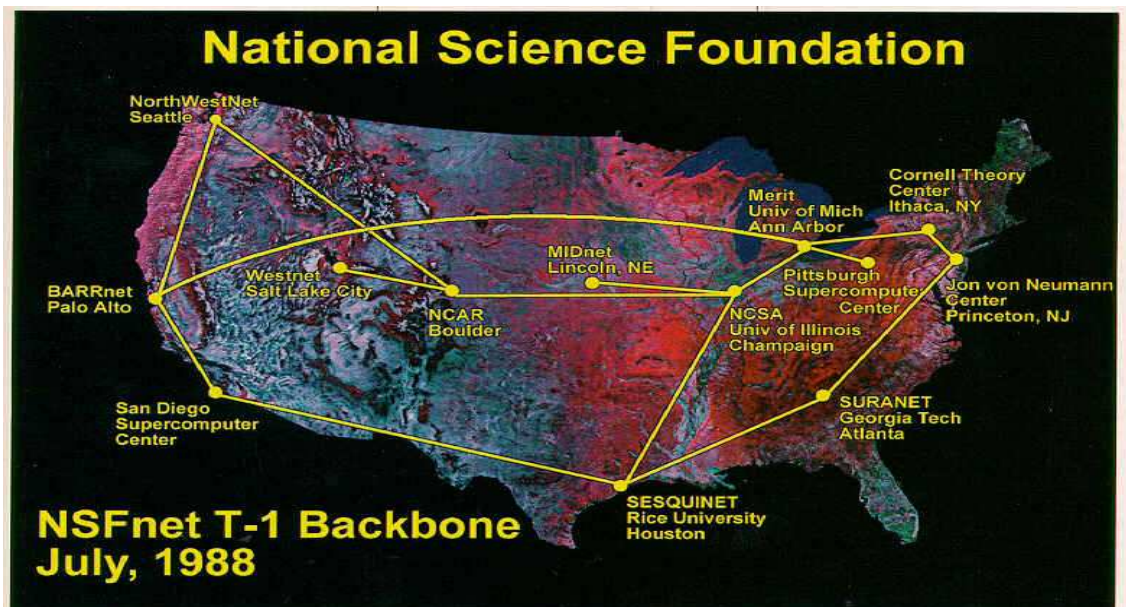 National Science Foundation
NorthWestNet
Seattle
Cornell Theory
Center
Ithaca, NY
Merit
Univ of Mich
Ann Arbor
MIDnet
Lincoln, NE
Westnet
Salt Lake City
Pittsburgh
Supercompute
Center
BARRnet
Palo Alto
NCAR
Boulder
NCSA
Univ of Illinois
Champaign
Jon von Neumann
Center
Princeton, NJ
San Diego
Supercomputer
Center
SURANET
Georgia Tech
Atlanta
SESQUINET
Rice University
Houston
NSFnet T-1 Backbone
July, 1988